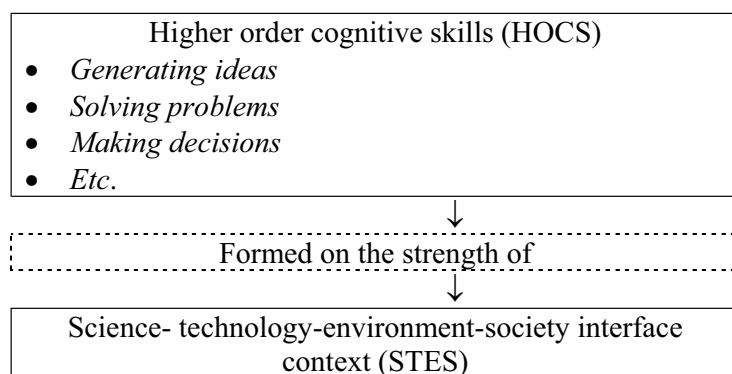 Higher order cognitive skills (HOCS)
• Generating ideas
• Solving problems
• Making decisions
• Etc.
↓
Formed on the strength of
↓
Science- technology-environment-society interface
context (STES)